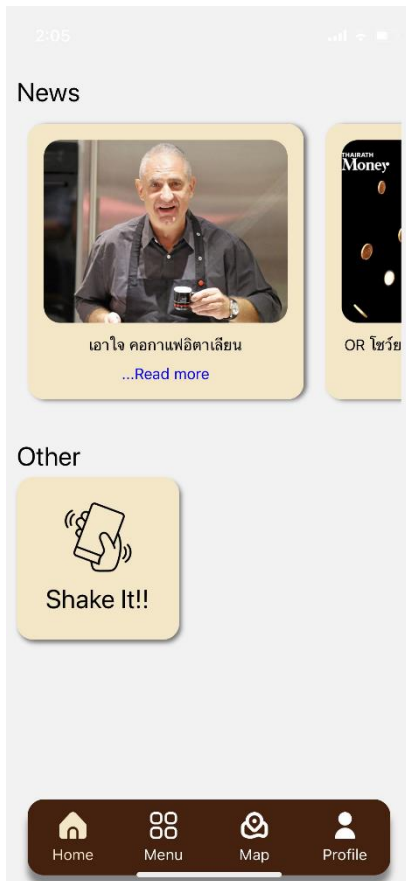 2:05
News
THAIRATH
Money
เอาใจ คอกาแฟอิตาเลียน
OR โชว์ย
...Read more
Other
Shake It!!
Home
Menu
Map
Profile